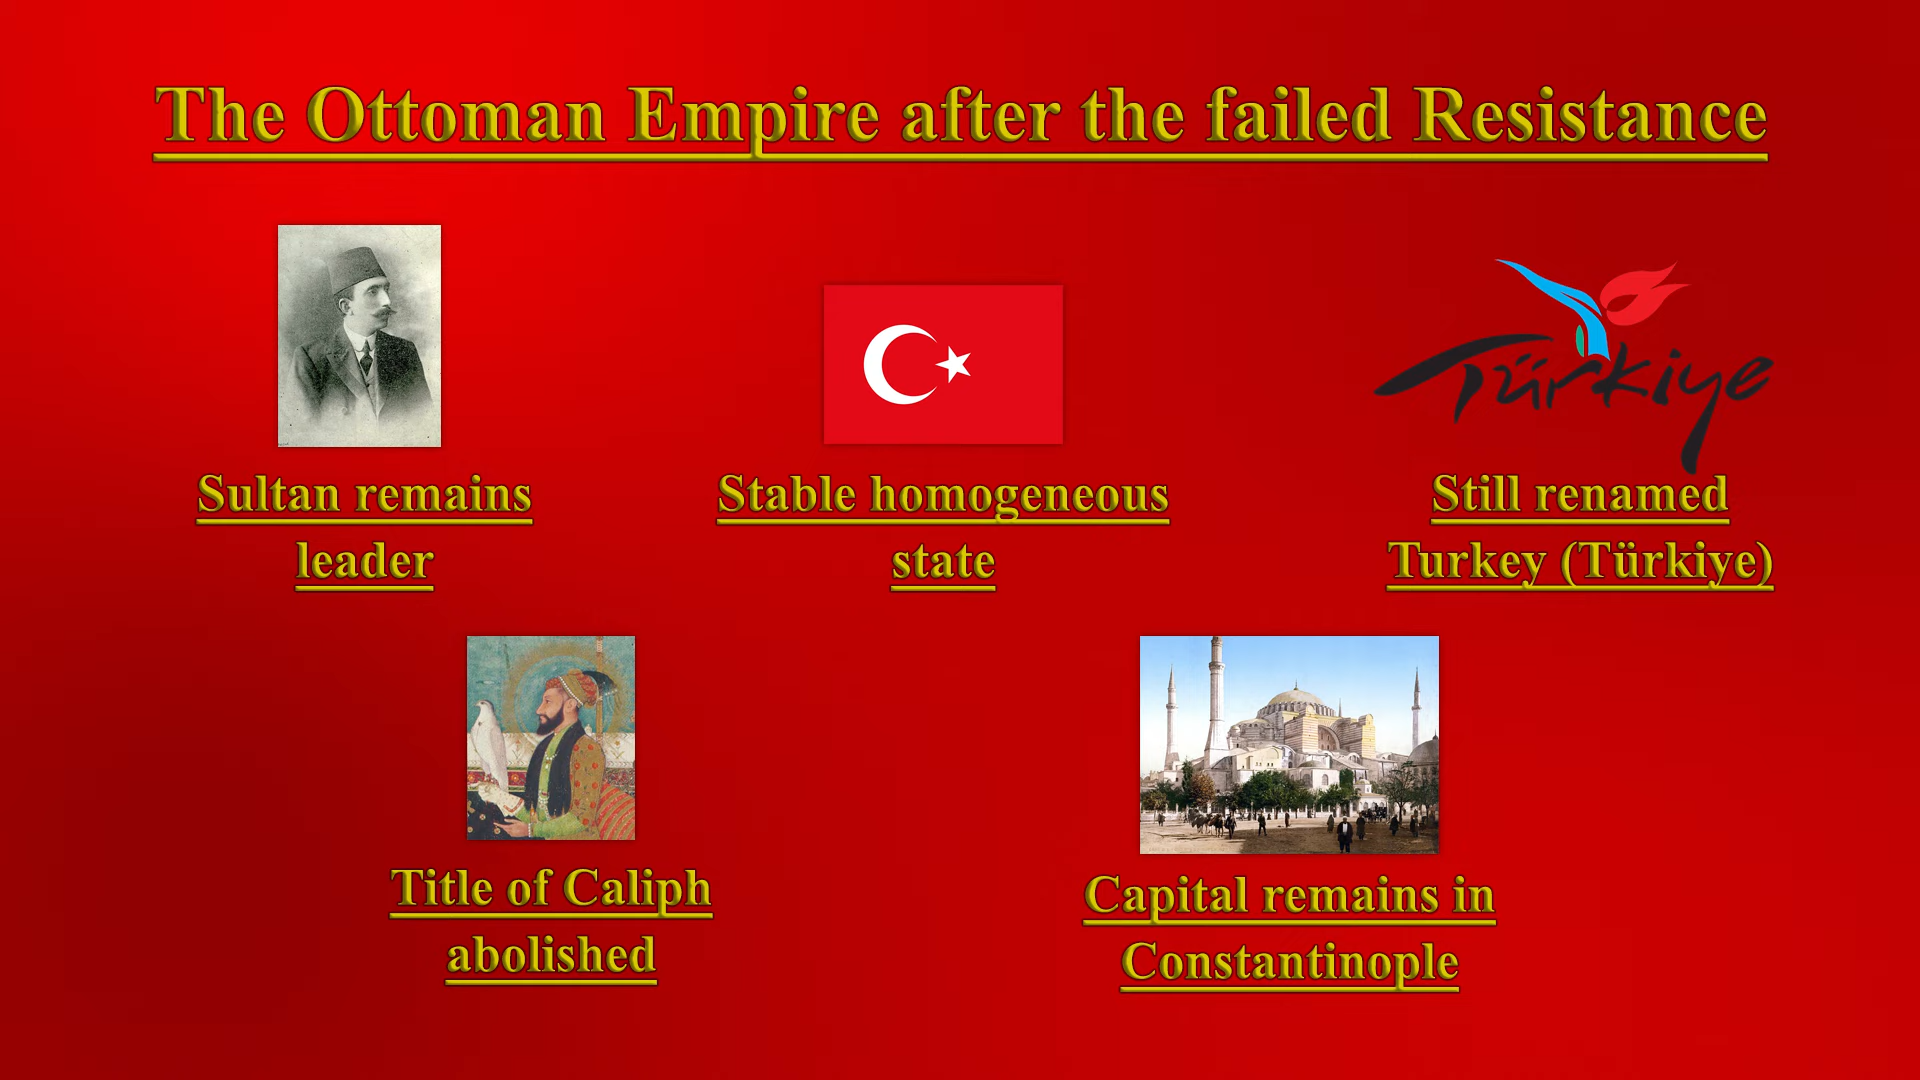 The Ottoman Empire after the failed Resistance
Türkiye
Sultan remains
leader
Stable homogeneous
state
Still renamed
Turkey (Türkiye)
Title of Caliph
abolished
Capital remains in
Constantinople